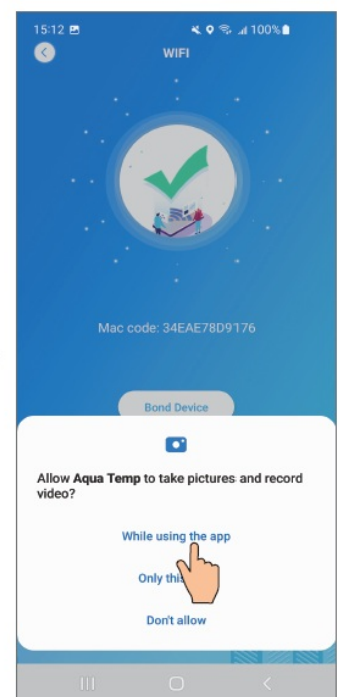 15:12
100%
WIFI
Mac code: 34EAE78D9176
Bond Device
Allow Aqua Temp to take pictures and record
video?
While using the app
Only thi
Don't allow